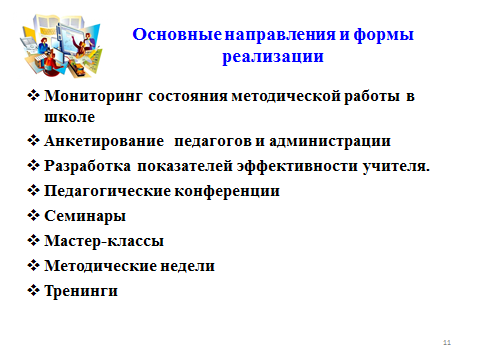 Основные направления и формы
реализации
❖ Мониторинг состояния методической работы в
школе
❖ Анкетирование  педагогов и администрации
❖ Разработка показателей эффективности учителя.
❖ Педагогические конференции
❖ Семинары
❖ Мастер-классы
❖ Методические недели
❖ Тренинги
11